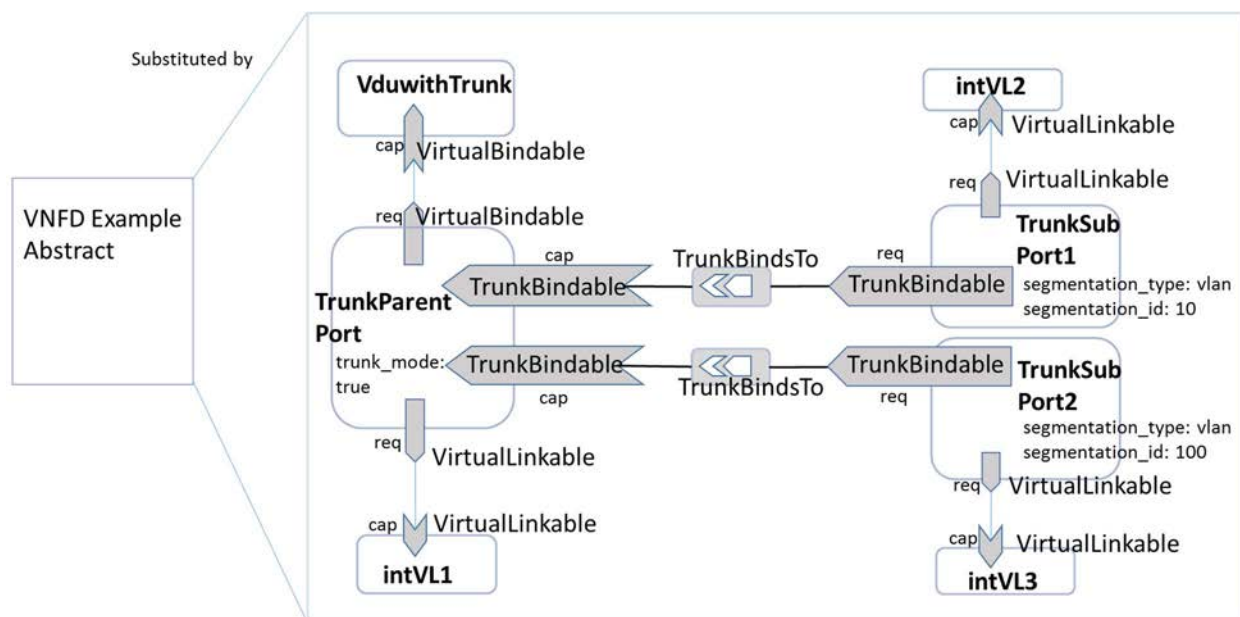 Substituted by
VNFD Example
Abstract
VduwithTrunk
cap
VirtualBindable
req
VirtualBindable
TrunkParent
Port
trunk_mode:
true
cap
TrunkBindable
TrunkBindsTo
req
TrunkBindable
TrunkBindable
cap
TrunkBindsTo
TrunkBindable
req
req
VirtualLinkable
cap
VirtualLinkable
intVL1
intVL2
cap
VirtualLinkable
req
VirtualLinkable
TrunkSub
Port1
segmentation_type: vlan
segmentation_id: 10
TrunkSub
Port2
segmentation_type: vlan
segmentation_id: 100
req
VirtualLinkable
cap
VirtualLinkable
intVL3